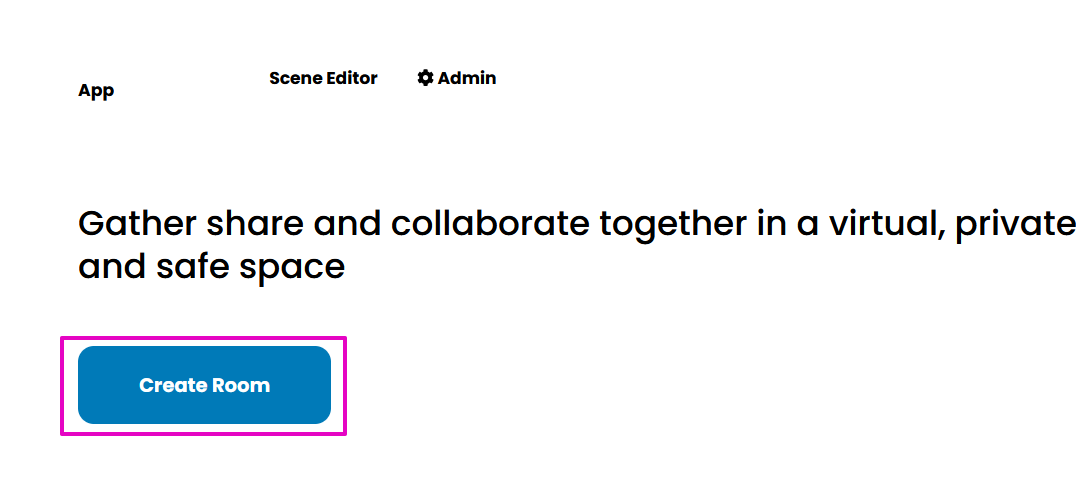 App
Scene Editor
Admin
Gather share and collaborate together in a virtual, private
and safe space
Create Room